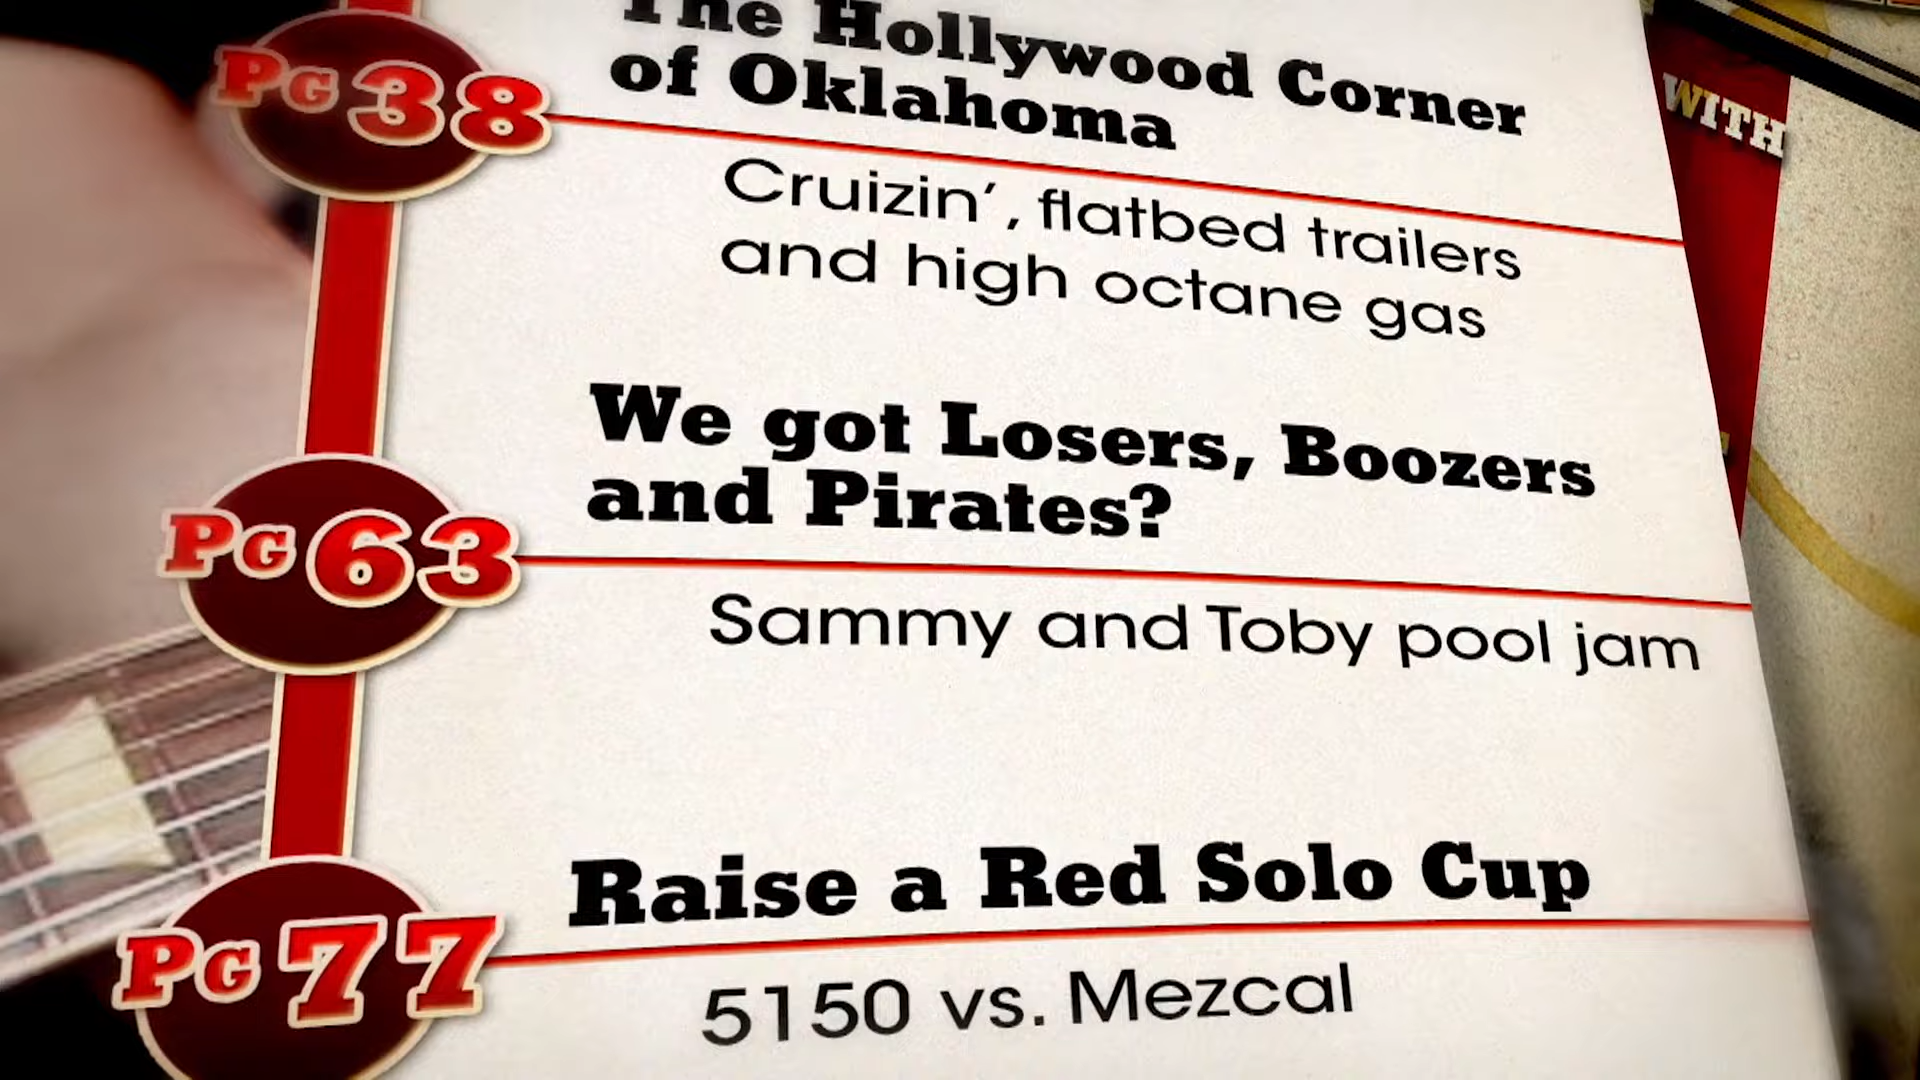 The Hollywood Corner
of Oklahoma
Pg 38
Cruizin', flatbed trailers
and high octane gas
We got Losers, Boozers
and Pirates?
Pg 63
Sammy and Toby pool jam
Raise a Red Solo Cup
Pg 77
5150 vs. Mezcal
WITH